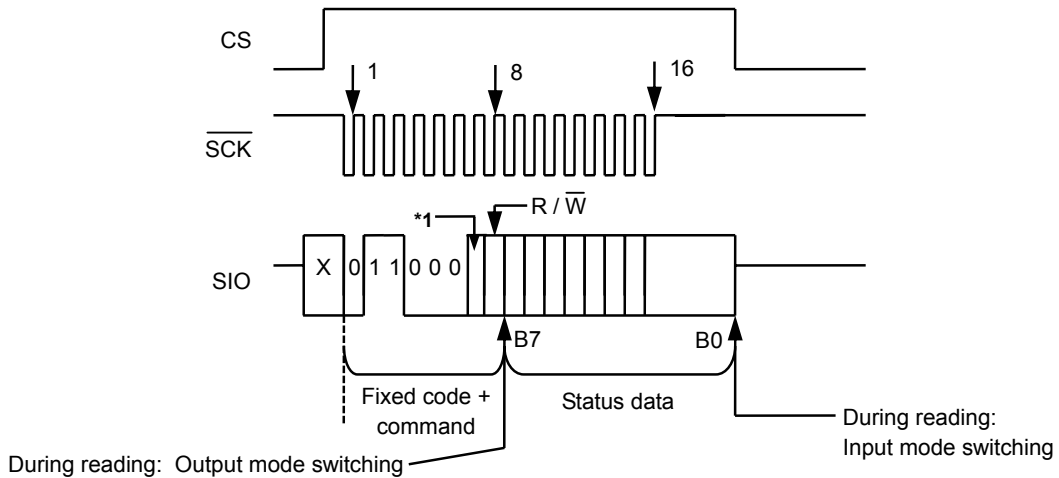 CS
1 8 16
SCK
*1 R / W
SIO X 0 1 1 0 0 0
B7 B0
Fixed code +
command
Status data
During reading:
Input mode switching
During reading: Output mode switching